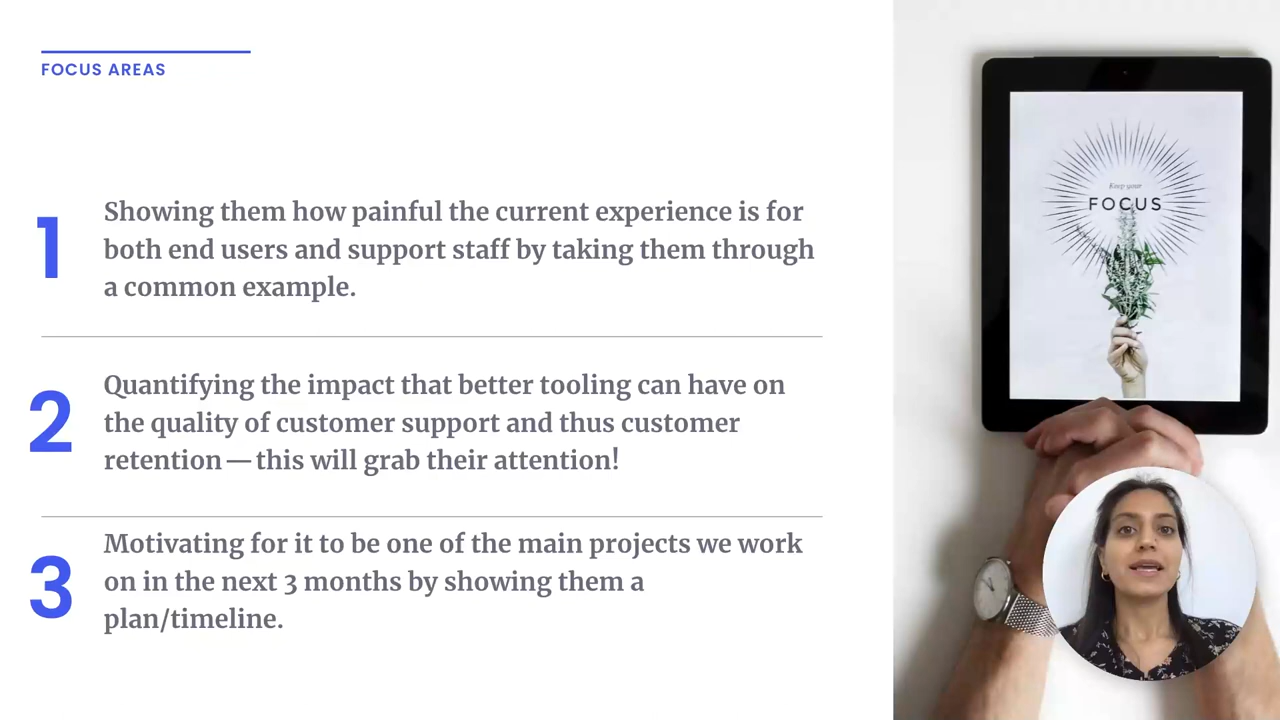 FOCUS AREAS
1
Showing them how painful the current experience is for
both end users and support staff by taking them through
a common example.
2
Quantifying the impact that better tooling can have on
the quality of customer support and thus customer
retention — this will grab their attention!
3
Motivating for it to be one of the main projects we work
on in the next 3 months by showing them a
plan/timeline.
Keep your
FOCUS